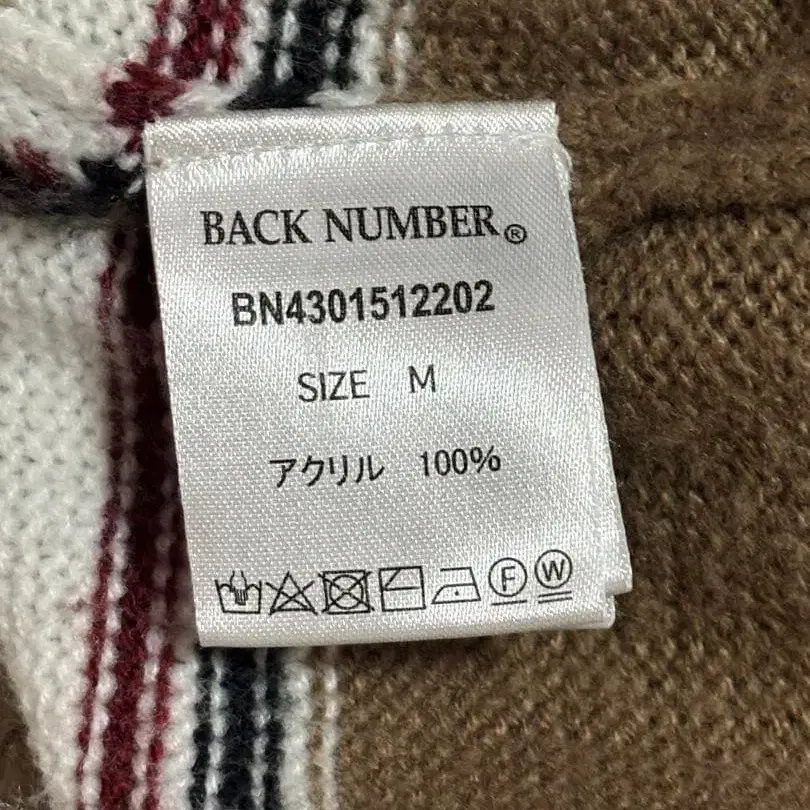 BACK NUMBER®
BN4301512202
SIZE M
アクリル 100%
F W